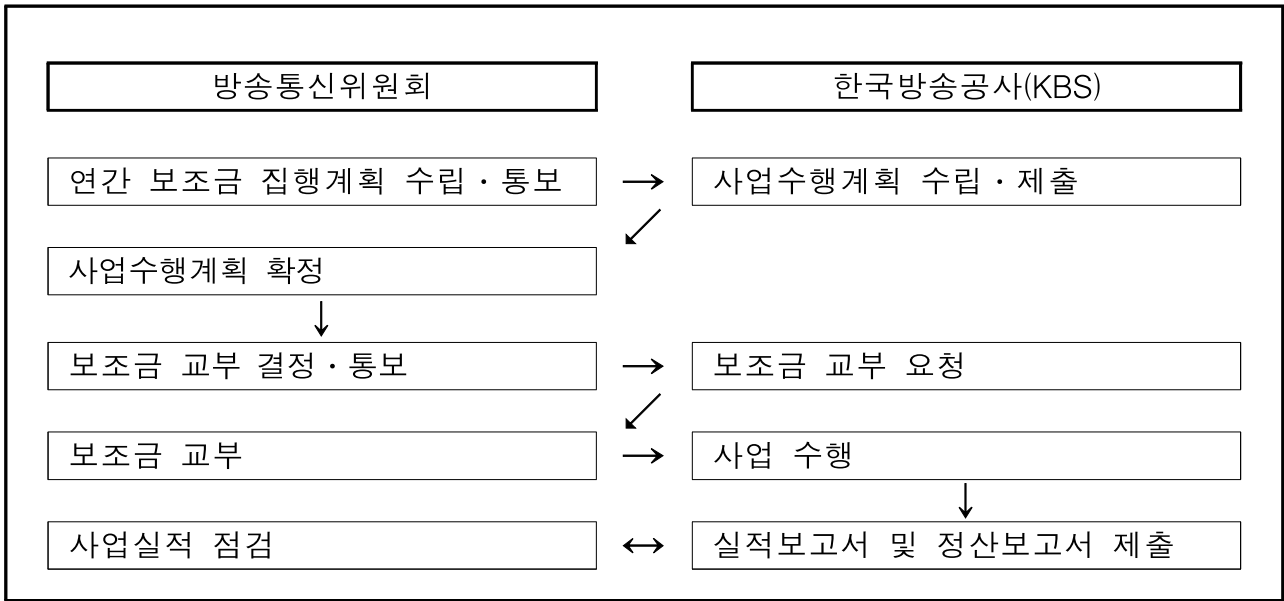 방송통신위원회
한국방송공사(KBS)
연간 보조금 집행계획 수립·통보
→
사업수행계획 수립·제출
↙
사업수행계획 확정
↓
보조금 교부 결정·통보
→
보조금 교부 요청
↙
보조금 교부
→
사업 수행
↓
사업실적 점검
↔
실적보고서 및 정산보고서 제출